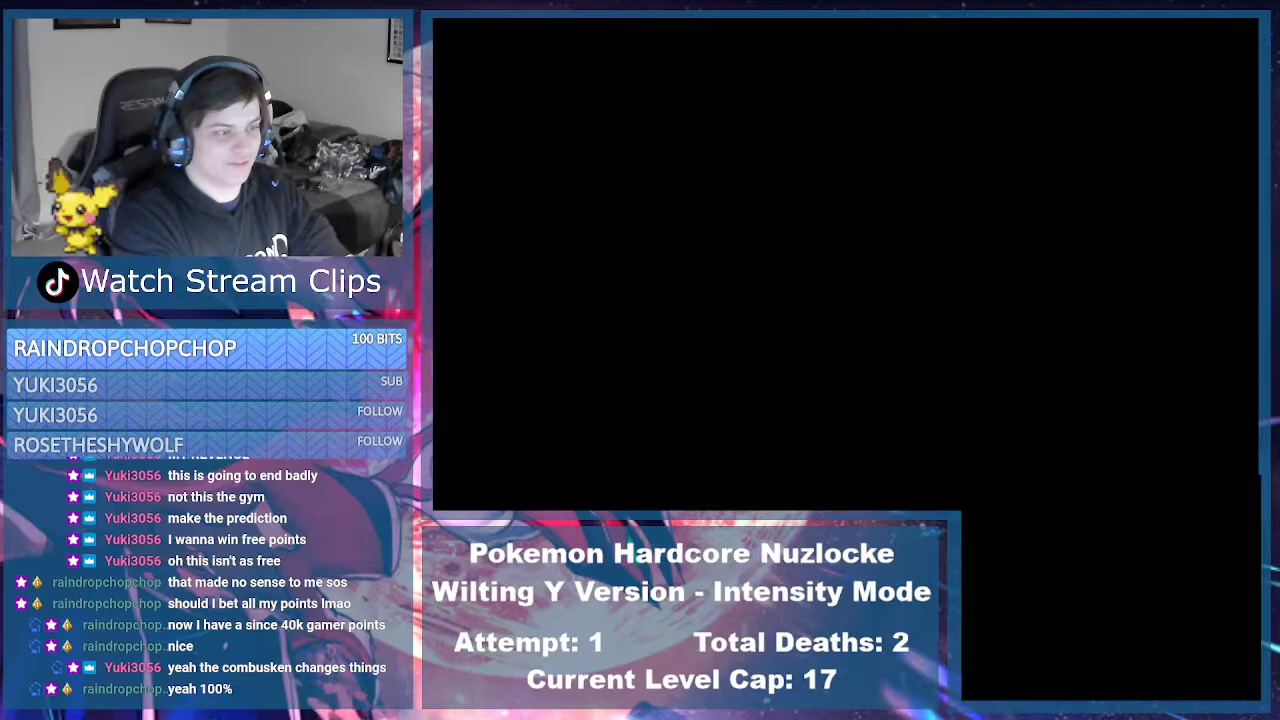 Watch Stream Clips
RAINDROPCHOPCHOP 100 BITS
YUKI3056 SUB
YUKI3056 FOLLOW
ROSETHESHYWOLF FOLLOW
Yuki3056 MY REVENGE
Yuki3056 this is going to end badly
Yuki3056 not this the gym
Yuki3056 make the prediction
Yuki3056 I wanna win free points
Yuki3056 oh this isn't as free
raindropchopchop that made no sense to me sos
raindropchopchop should I bet all my points lmao
raindropchop.. now I have a since 40k gamer points
raindropchop.. nice
Yuki3056 yeah the combusken changes things
raindropchop.. yeah 100%
Pokemon Hardcore Nuzlocke
Wilting Y Version - Intensity Mode
Attempt: 1 Total Deaths: 2
Current Level Cap: 17